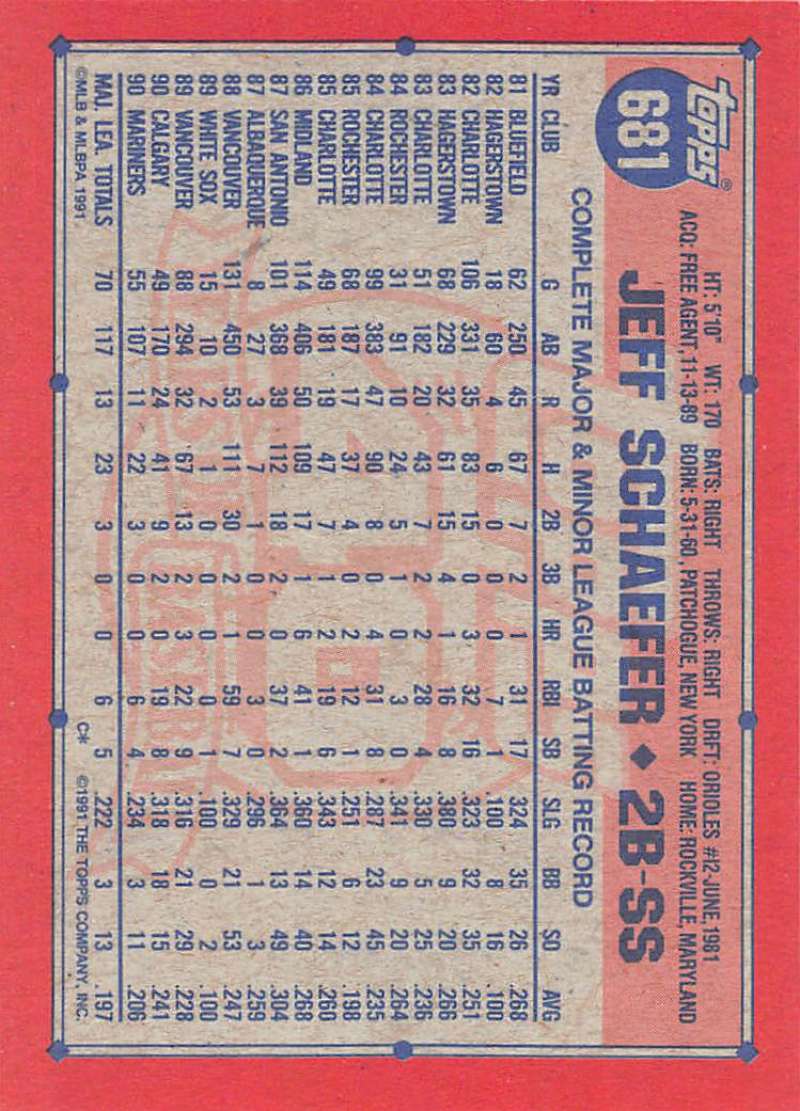 TOPPS®
681
HT: 5'10" WT: 170 BATS: RIGHT THROWS: RIGHT DRFT: ORIOLES #12-JUNE, 1981
ACQ: FREE AGENT, 11-13-89 BORN: 5-31-60, PATCHOGUE, NEW YORK HOME: ROCKVILLE, MARYLAND
JEFF SCHAEFER ♦ 2B-SS
COMPLETE MAJOR & MINOR LEAGUE BATTING RECORD
YR CLUB G AB R H 2B 3B HR RBI SB SLG BB SO AVG
81 BLUEFIELD 62 250 45 67 7 2 1 31 17 .324 35 26 .268
82 HAGERSTOWN 18 60 4 6 0 0 0 7 1 .100 8 16 .100
82 CHARLOTTE 106 331 35 83 15 0 3 32 16 .323 32 35 .251
83 HAGERSTOWN 68 229 32 61 15 4 1 16 8 .380 9 26 .266
83 CHARLOTTE 51 182 20 43 7 2 2 28 4 .330 5 25 .236
84 ROCHESTER 31 91 10 24 5 1 0 3 0 .341 9 20 .264
84 CHARLOTTE 99 383 47 90 8 0 4 31 8 .287 23 45 .235
85 ROCHESTER 68 187 17 37 4 0 2 12 1 .251 6 12 .198
85 CHARLOTTE 49 181 19 47 7 1 2 19 6 .343 12 14 .260
86 MIDLAND 114 406 50 109 17 1 6 41 1 .360 14 40 .268
87 SAN ANTONIO 101 368 39 112 18 2 0 37 2 .364 13 49 .304
87 ALBUQUERQUE 8 27 3 7 1 0 0 3 0 .296 1 3 .259
88 VANCOUVER 131 450 53 111 30 2 1 59 7 .329 21 53 .247
89 WHITE SOX 15 10 2 1 0 0 0 0 1 .100 0 2 .100
89 VANCOUVER 88 294 32 67 13 2 3 22 9 .316 21 29 .228
90 CALGARY 49 170 24 41 9 2 0 19 8 .318 18 15 .241
90 MARINERS 55 107 11 22 3 0 0 6 4 .234 3 11 .206
MAJ. LEA. TOTALS 70 117 13 23 3 0 0 6 5 .222 3 13 .197
©MLB & MLBPA 1991 C* ©1991 THE TOPPS COMPANY, INC.